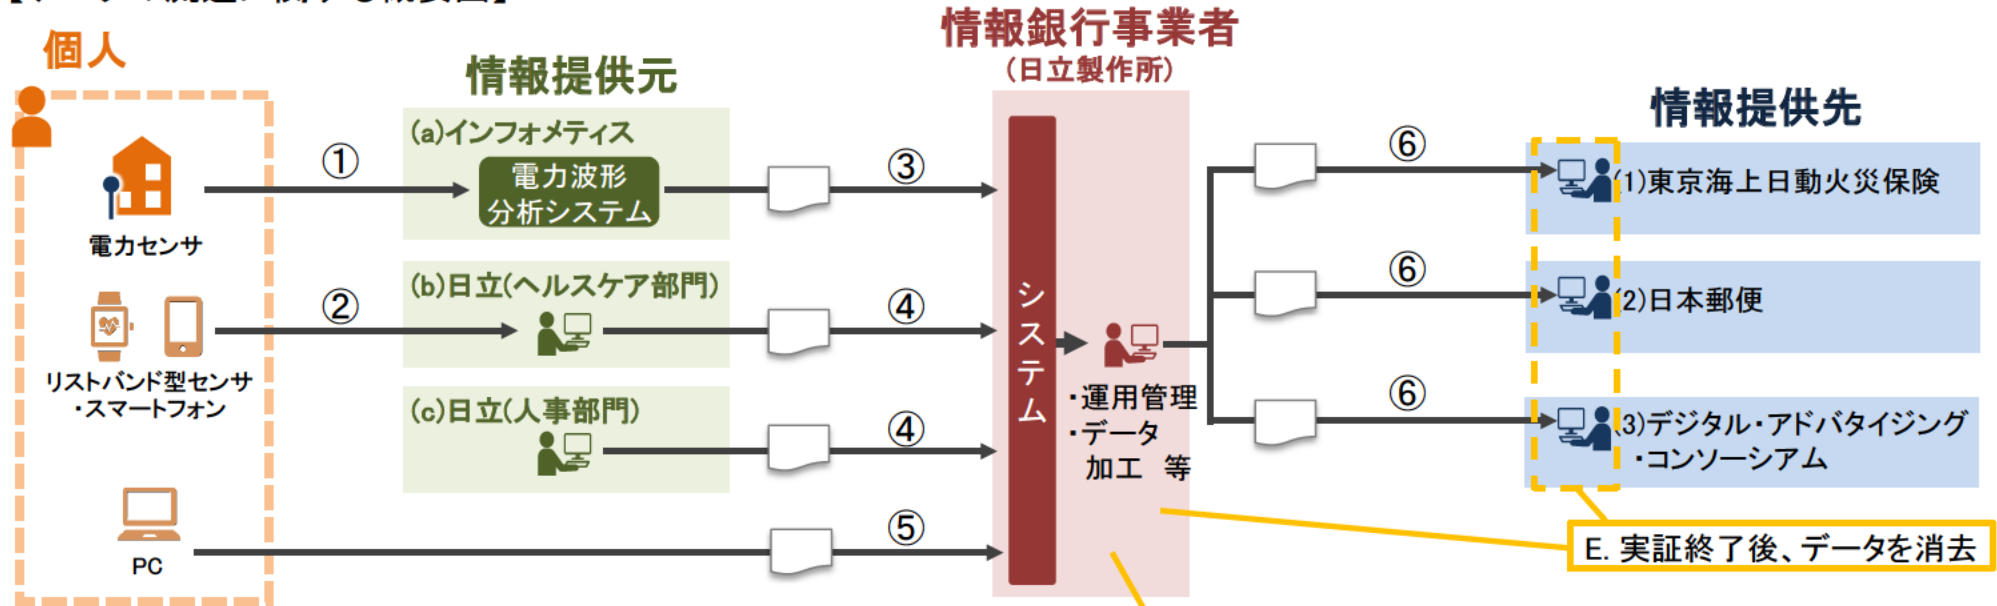 個人
電力センサ
リストバンド型センサ
・スマートフォン
PC
①
②
情報提供元
(a)インフォメティス
電力波形
分析システム
(b)日立(ヘルスケア部門)
(c)日立(人事部門)
③
④
④
⑤
情報銀行事業者
(日立製作所)
システム
・運用管理
・データ
加工 等
⑥
⑥
⑥
情報提供先
(1)東京海上日動火災保険
(2)日本郵便
(3)デジタル・アドバタイジング
・コンソーシアム
E. 実証終了後、データを消去